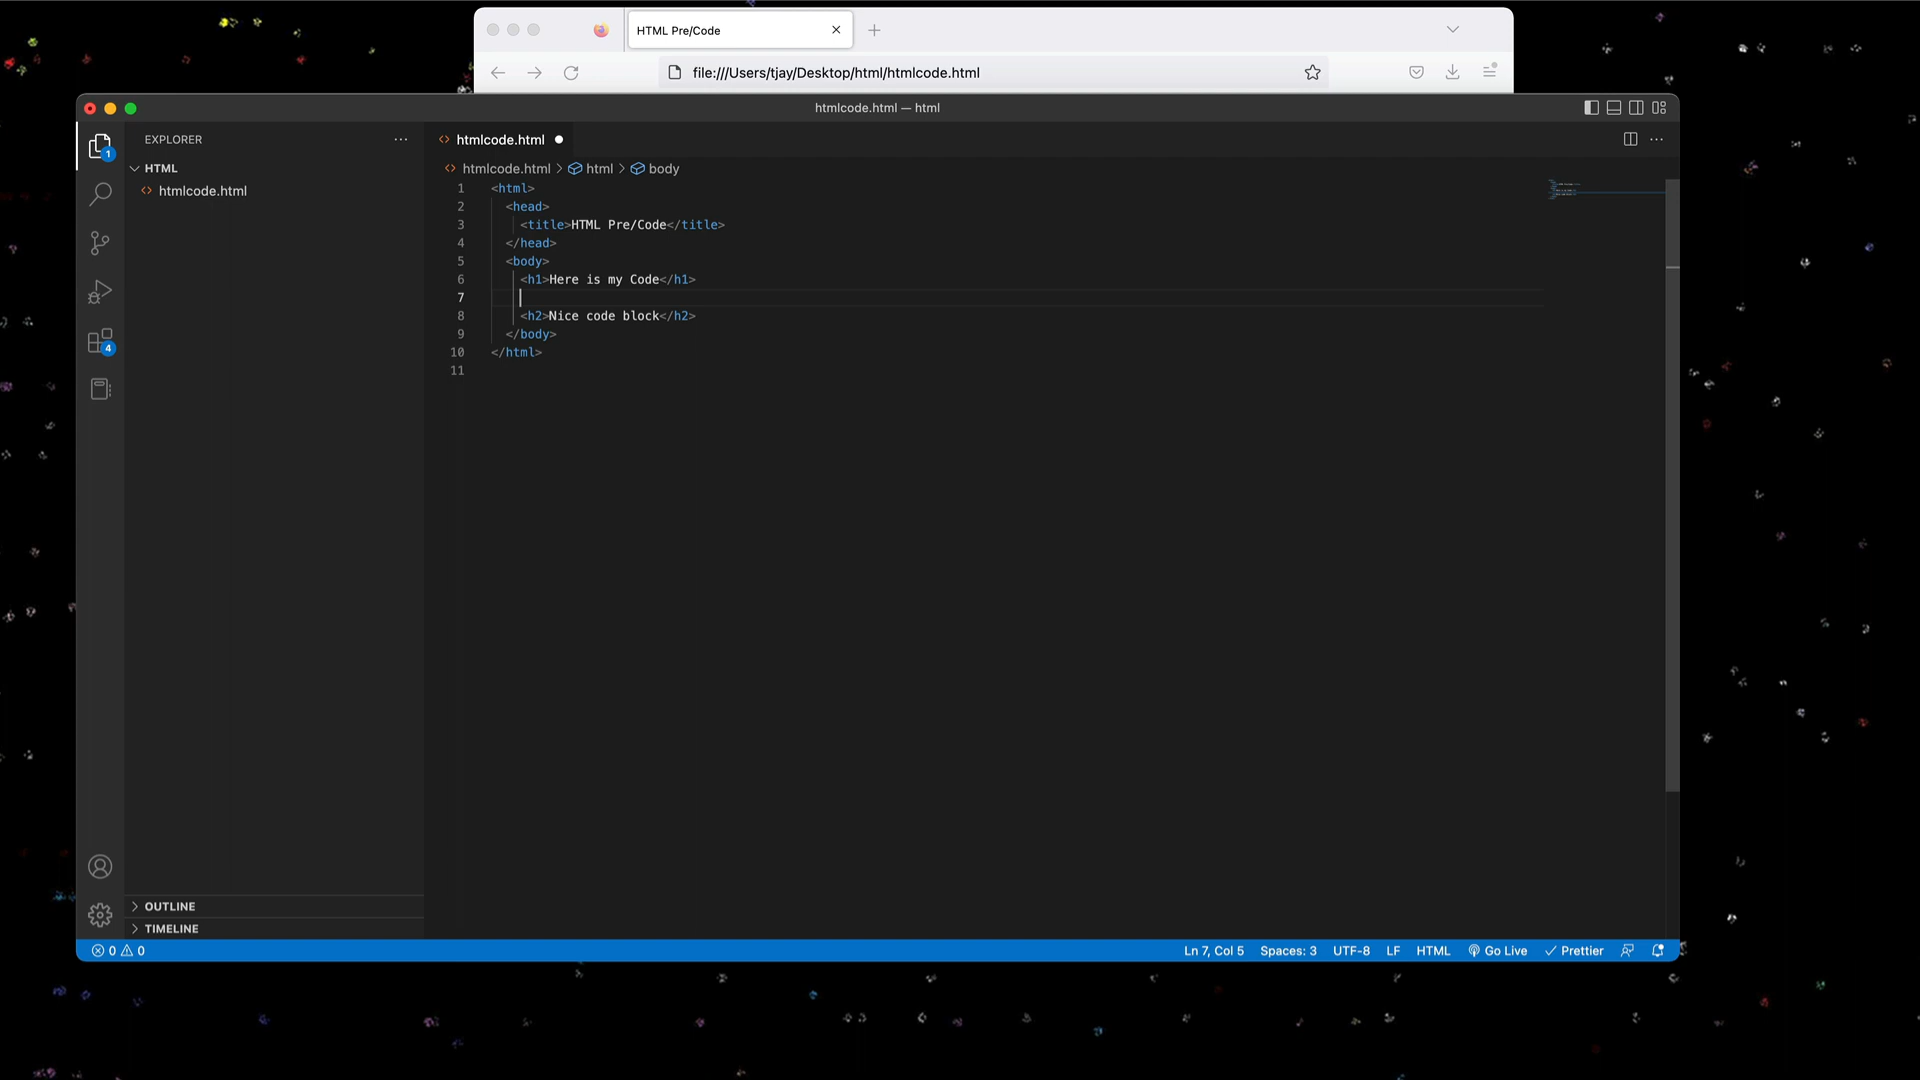 HTML Pre/Code
file:///Users/tjay/Desktop/html/htmlcode.html
htmlcode.html — html
EXPLORER
HTML
htmlcode.html
1
4
OUTLINE
TIMELINE
htmlcode.html
htmlcode.html > html > body
1 <html>
2 <head>
3 <title>HTML Pre/Code</title>
4 </head>
5 <body>
6 <h1>Here is my Code</h1>
7
8 <h2>Nice code block</h2>
9 </body>
10 </html>
11
0 0
Ln 7, Col 5 Spaces: 3 UTF-8 LF HTML Go Live Prettier